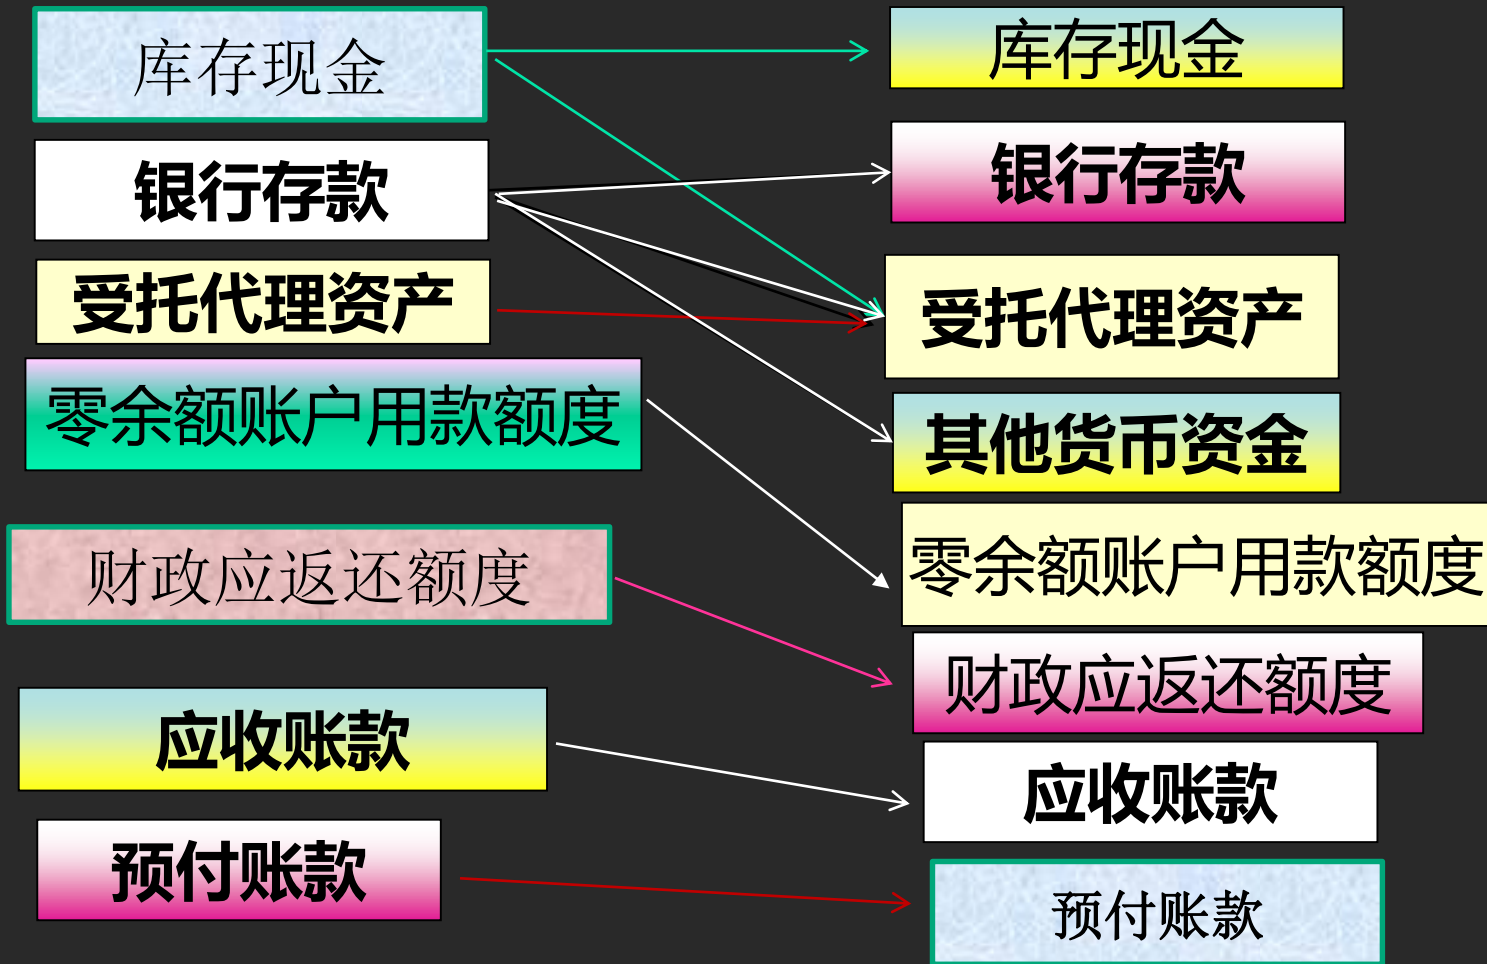 库存现金
银行存款
受托代理资产
零余额账户用款额度
财政应返还额度
应收账款
预付账款
库存现金
银行存款
受托代理资产
其他货币资金
零余额账户用款额度
财政应返还额度
应收账款
预付账款